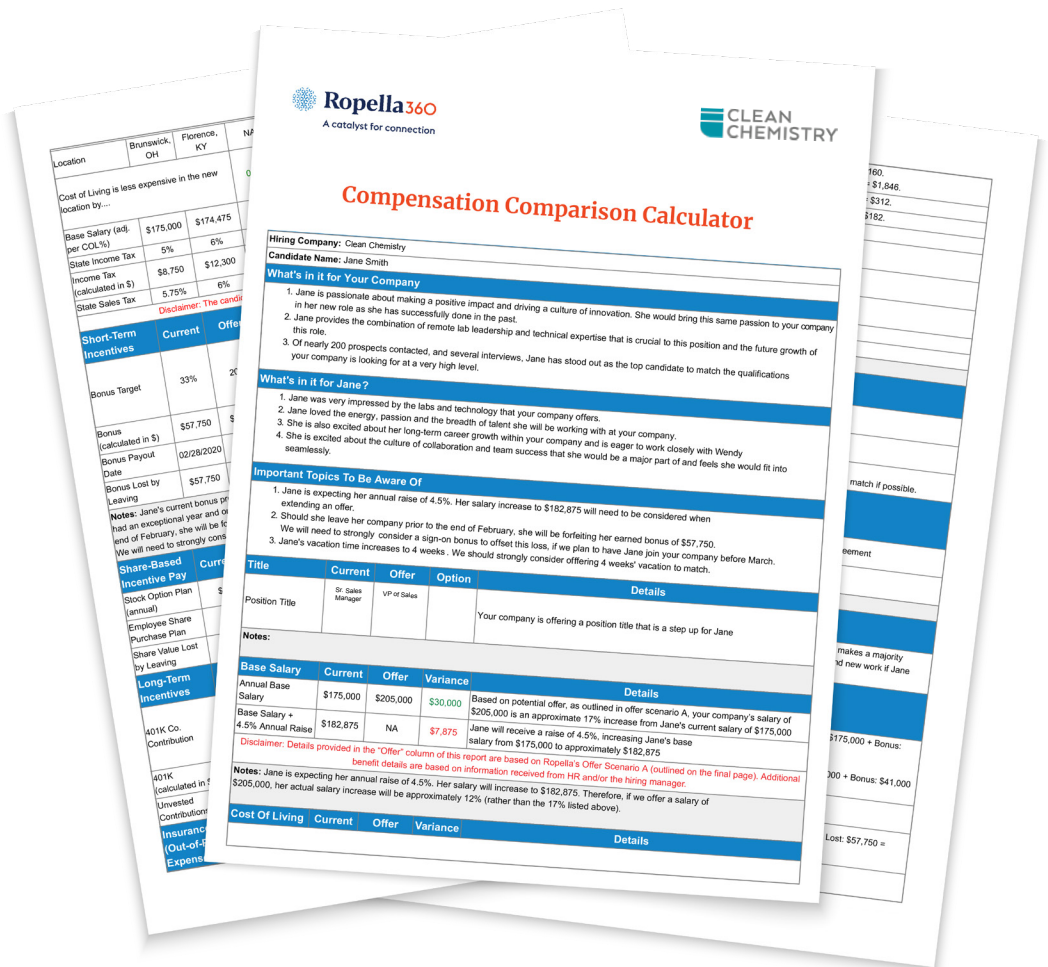 Ropella360
A catalyst for connection
CLEAN
CHEMISTRY
Compensation Comparison Calculator
Hiring Company: Clean Chemistry
Candidate Name: Jane Smith
What's in it for Your Company
1. Jane is passionate about making a positive impact and driving a culture of innovation. She would bring this same passion to your company
in her new role as she has successfully done in the past.
2. Jane provides the combination of remote lab leadership and technical expertise that is crucial to this position and the future growth of
this role.
3. Of nearly 200 prospects contacted, and several interviews, Jane has stood out as the top candidate to match the qualifications
your company is looking for at a very high level.
What's in it for Jane?
1. Jane was very impressed by the labs and technology that your company offers.
2. Jane loved the energy, passion and the breadth of talent she will be working with at your company.
3. She is also excited about her long-term career growth within your company and is eager to work closely with Wendy
4. She is excited about the culture of collaboration and team success that she would be a major part of and feels she would fit into
seamlessly.
Important Topics To Be Aware Of
1. Jane is expecting her annual raise of 4.5%. Her salary increase to $182,875 will need to be considered when
extending an offer.
2. Should she leave her company prior to the end of February, she will be forfeiting her earned bonus of $57,750.
We will need to strongly consider a sign-on bonus to offset this loss, if we plan to have Jane join your company before March.
3. Jane's vacation time increases to 4 weeks . We should strongly consider offfering 4 weeks' vacation to match.
Title Current Offer Option Details
Position Title Sr. Sales VP of Sales Your company is offering a position title that is a step up for Jane
Manager
Notes:
Base Salary Current Offer Variance Details
Annual Base
Salary $175,000 $205,000 $30,000 Based on potential offer, as outlined in offer scenario A, your company's salary of
$205,000 is an approximate 17% increase from Jane's current salary of $175,000
Base Salary +
4.5% Annual Raise $182,875 NA $7,875 Jane will receive a raise of 4.5%, increasing Jane's base
salary from $175,000 to approximately $182,875
Disclaimer: Details provided in the "Offer" column of this report are based on Ropella's Offer Scenario A (outlined on the final page). Additional
benefit details are based on information received from HR and/or the hiring manager.
Notes: Jane is expecting her annual raise of 4.5%. Her salary will increase to $182,875. Therefore, if we offer a salary of
$205,000, her actual salary increase will be approximately 12% (rather than the 17% listed above).
Cost Of Living Current Offer Variance Details
Location Brunswick, Florence,
OH KY
Cost of Living is less expensive in the new
location by....
Base Salary (adj. $175,000 $174,475
per COL%)
State Income Tax 5% 6%
Income Tax $8,750 $12,300
(calculated in $)
State Sales Tax 5.75% 6%
Disclaimer: The
Short-Term Current
Incentives
Bonus Target 33%
Bonus $57,750
(calculated in $)
Bonus Payout 02/28/2020
Date
Bonus Lost by $57,750
Leaving
Notes: Jane's current bonus
had an exceptional year and
end of February, she will be
We will need to strongly
Share-Based
Incentive Pay
Stock Option Plan
(annual)
Employee Share
Purchase Plan
Share Value Lost
by Leaving
Long-Term
Incentives
401K Co.
Contribution
401K
(calculated in
Unvested
160.
$1,846.
$312.
$182.
match if possible.
makes a majority
new work if Jane
$175,000 + Bonus:
+ Bonus: $41,000
Lost: $57,750 =